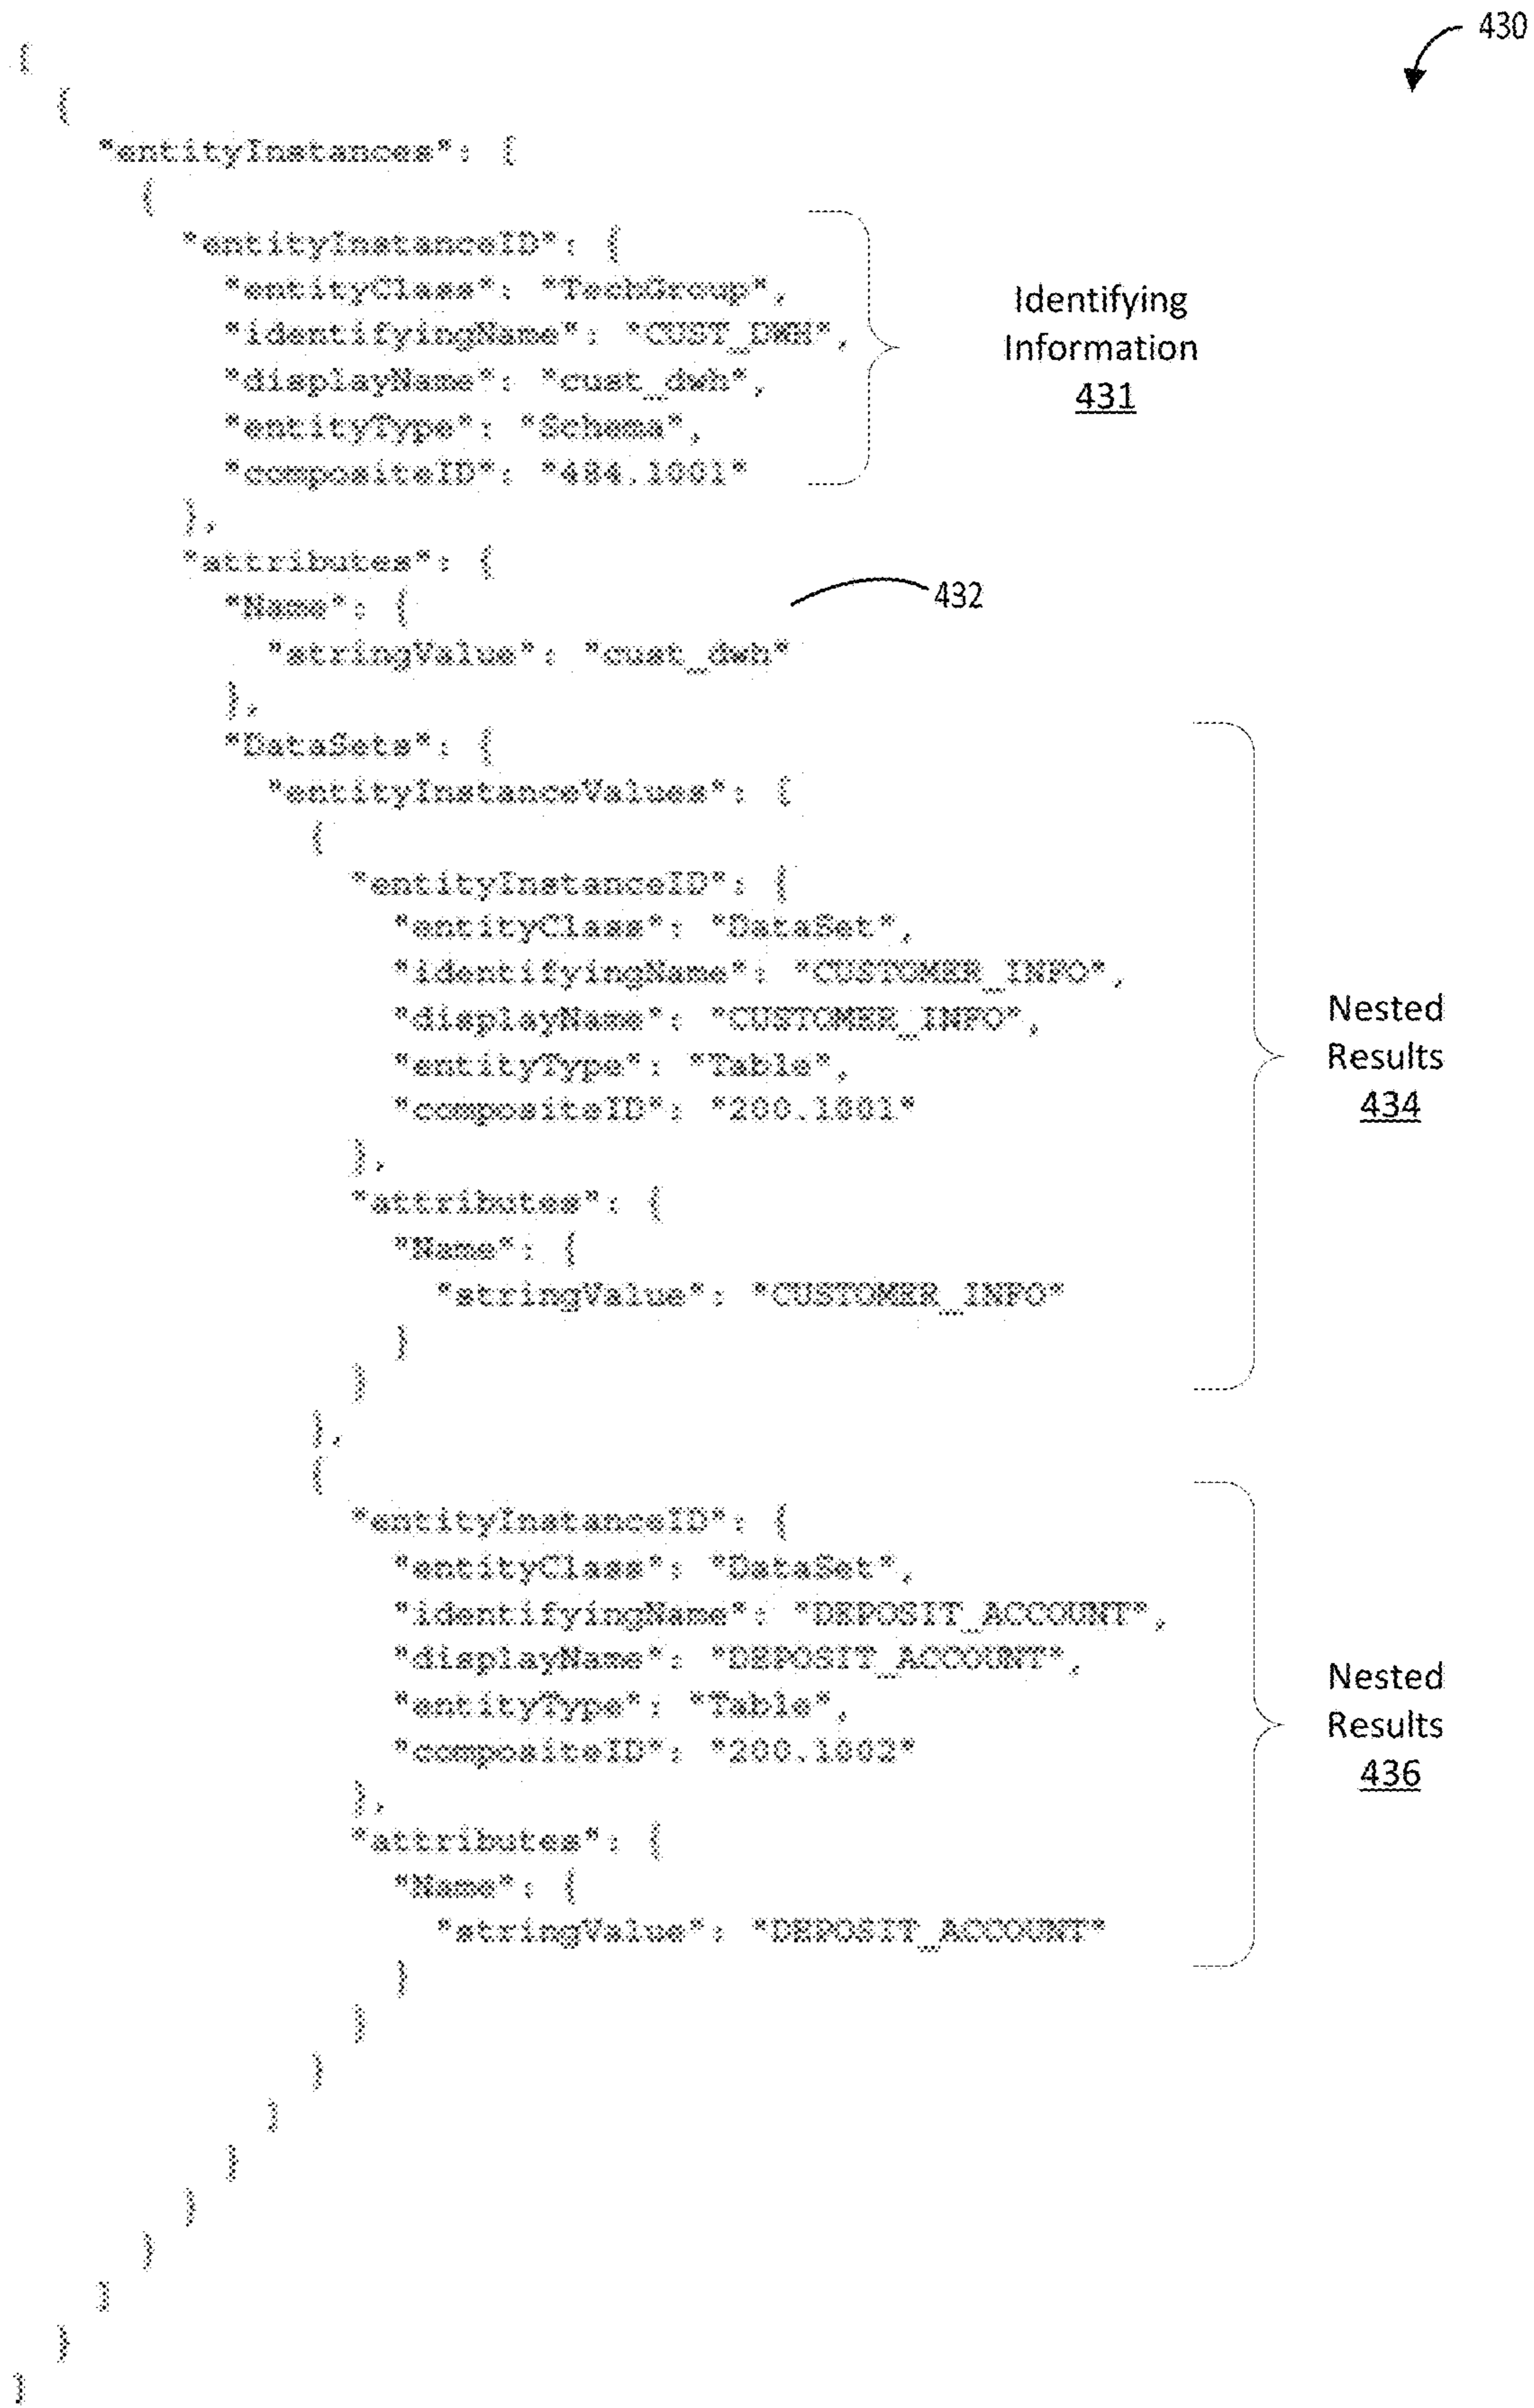 430
[
{
"entityInstances": [
{
"entityInstanceID": {
"entityClass": "TechGroup",
"identifyingName": "CUST_DWH",
"displayName": "cust_dwh",
"entityType": "Schema",
"compositeID": "484.1001"
},
Identifying
Information
431
"attributes": {
"Name": {
432
"stringValue": "cust_dwh"
},
"DataSets": {
"entityInstanceValues": [
{
"entityInstanceID": {
"entityClass": "DataSet",
"identifyingName": "CUSTOMER_INFO",
"displayName": "CUSTOMER_INFO",
"entityType": "Table",
"compositeID": "200.1001"
},
"attributes": {
"Name": {
"stringValue": "CUSTOMER_INFO"
}
}
},
Nested
Results
434
{
"entityInstanceID": {
"entityClass": "DataSet",
"identifyingName": "DEPOSIT_ACCOUNT",
"displayName": "DEPOSIT_ACCOUNT",
"entityType": "Table",
"compositeID": "200.1002"
},
"attributes": {
"Name": {
"stringValue": "DEPOSIT_ACCOUNT"
}
}
}
Nested
Results
436
]
}
}
}
]
}
]